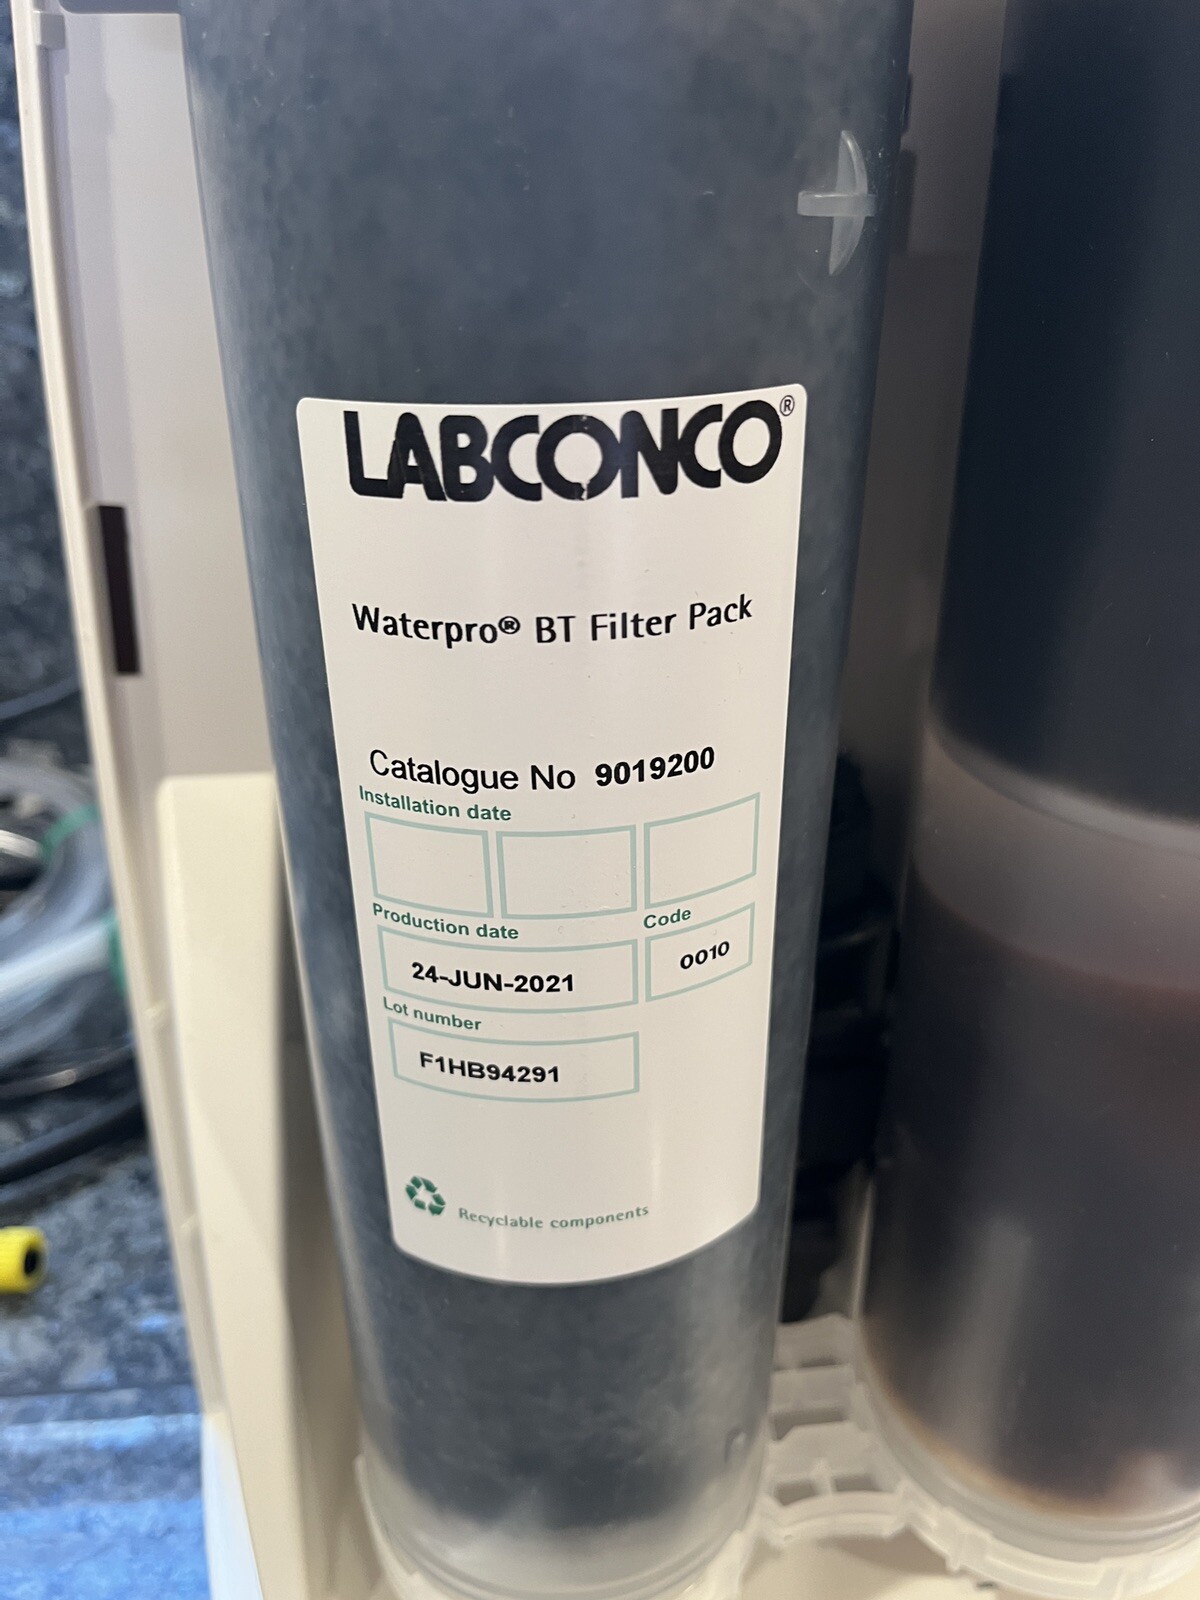 LABCONCO®
Waterpro® BT Filter Pack
Catalogue No 9019200
Installation date
Production date Code
24-JUN-2021 0010
Lot number
F1HB94291
Recyclable components